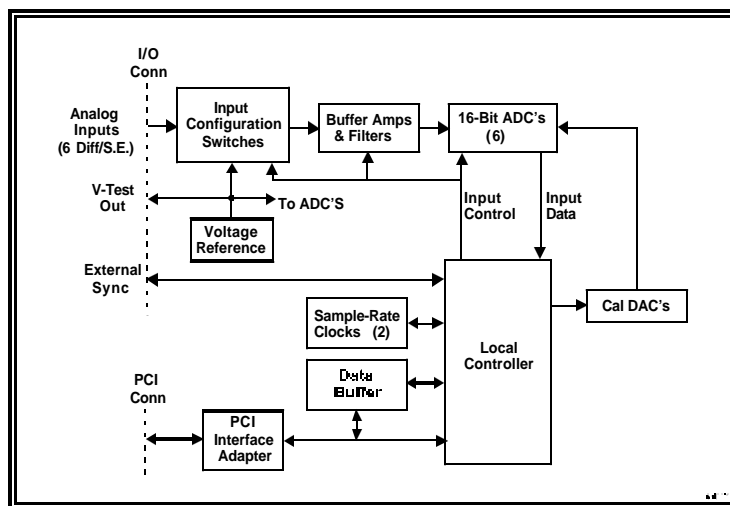 I/O
Conn
Analog
Inputs
(6 Diff/S.E.)
Input
Configuration
Switches
Buffer Amps
& Filters
16-Bit ADC's
(6)
V-Test
Out
To ADC'S
Voltage
Reference
Input
Control
Input
Data
External
Sync
Sample-Rate
Clocks (2)
Local
Controller
Cal DAC's
Data
Buffer
PCI
Conn
PCI
Interface
Adapter